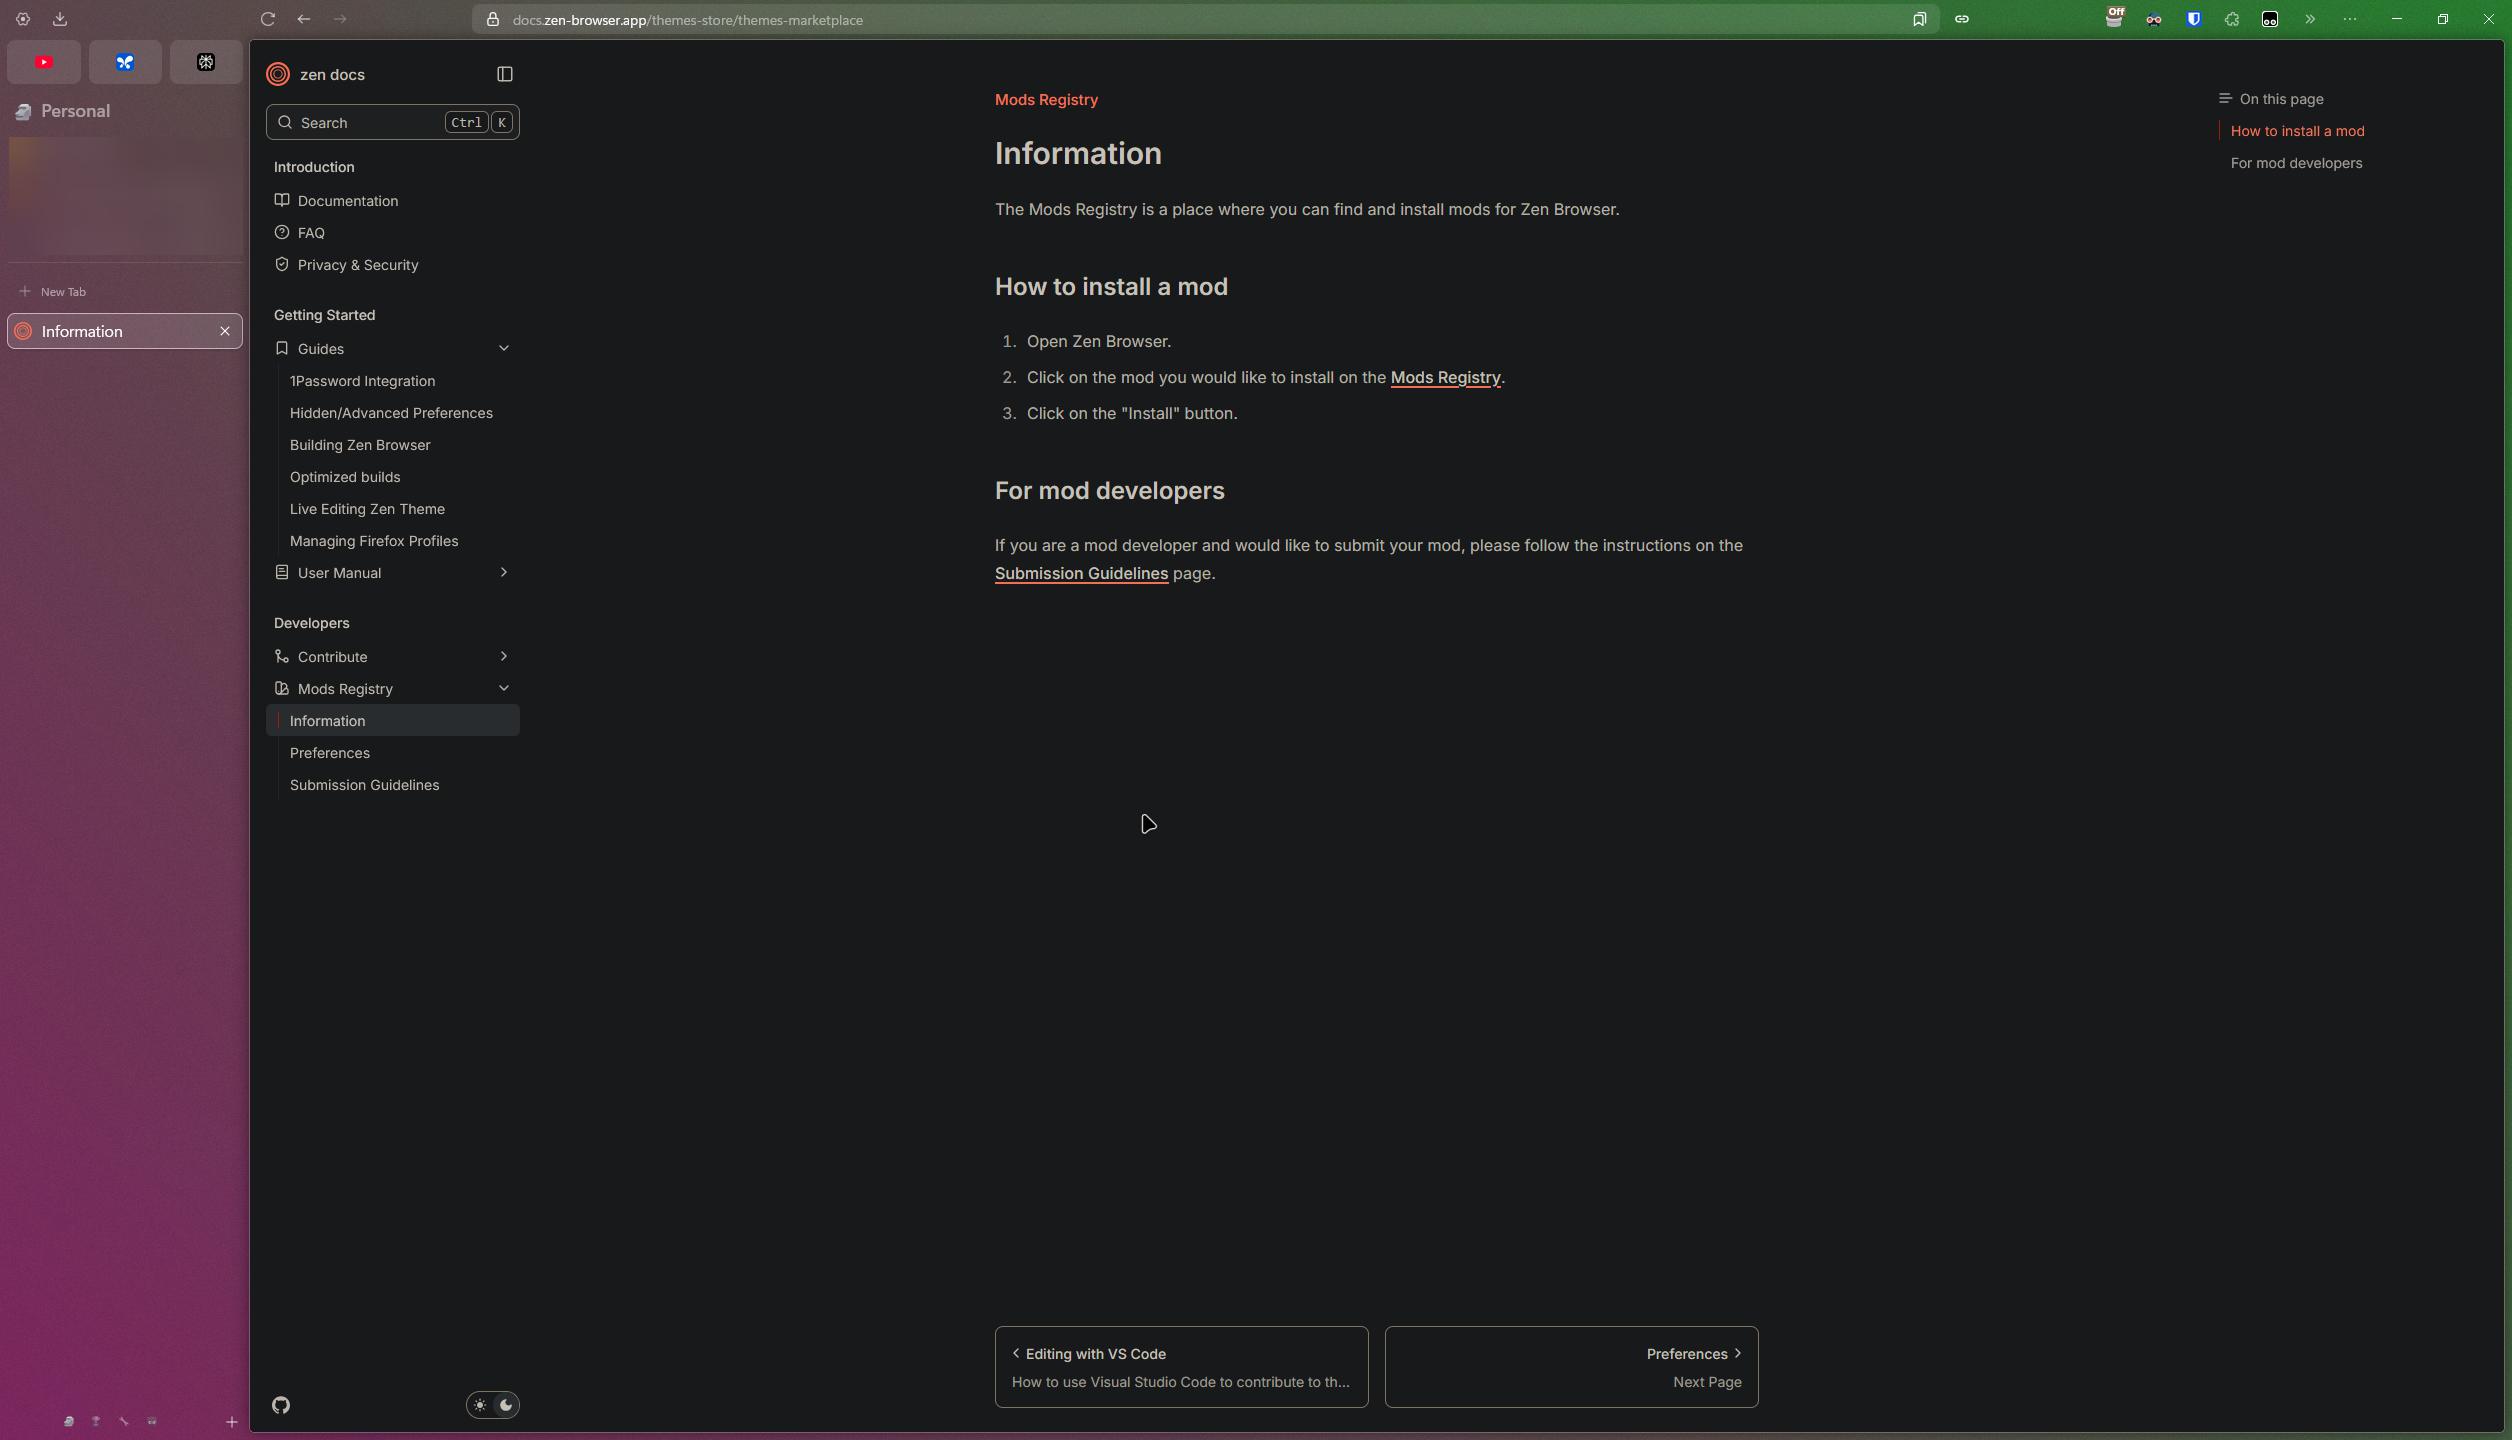 docs.zen-browser.app/themes-store/themes-marketplace
Off
Personal
New Tab
Information
zen docs
Search Ctrl K
Introduction
Documentation
FAQ
Privacy & Security
Getting Started
Guides
1Password Integration
Hidden/Advanced Preferences
Building Zen Browser
Optimized builds
Live Editing Zen Theme
Managing Firefox Profiles
User Manual
Developers
Contribute
Mods Registry
Information
Preferences
Submission Guidelines
Mods Registry
Information
The Mods Registry is a place where you can find and install mods for Zen Browser.
How to install a mod
1. Open Zen Browser.
2. Click on the mod you would like to install on the Mods Registry.
3. Click on the "Install" button.
For mod developers
If you are a mod developer and would like to submit your mod, please follow the instructions on the
Submission Guidelines page.
Editing with VS Code
How to use Visual Studio Code to contribute to th...
Preferences
Next Page
On this page
How to install a mod
For mod developers